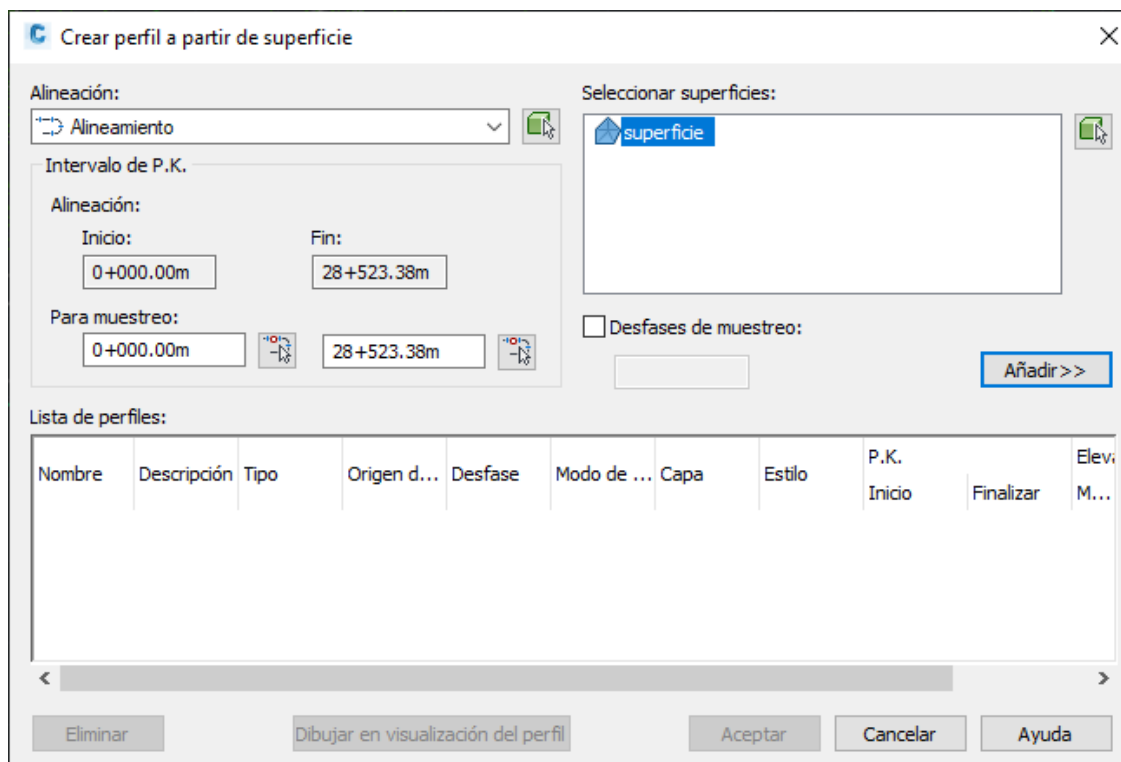 Crear perfil a partir de superficie
Alineación:
Alineamiento
Intervalo de P.K.
Alineación:
Inicio:
Fin:
0+000.00m
28+523.38m
Para muestreo:
0+000.00m
28+523.38m
Seleccionar superficies:
superficie
Desfases de muestreo:
Añadir>>
Lista de perfiles:
Nombre
Descripción
Tipo
Origen d...
Desfase
Modo de ...
Capa
Estilo
P.K.
Inicio
Finalizar
Eleva
M...
Eliminar
Dibujar en visualización del perfil
Aceptar
Cancelar
Ayuda